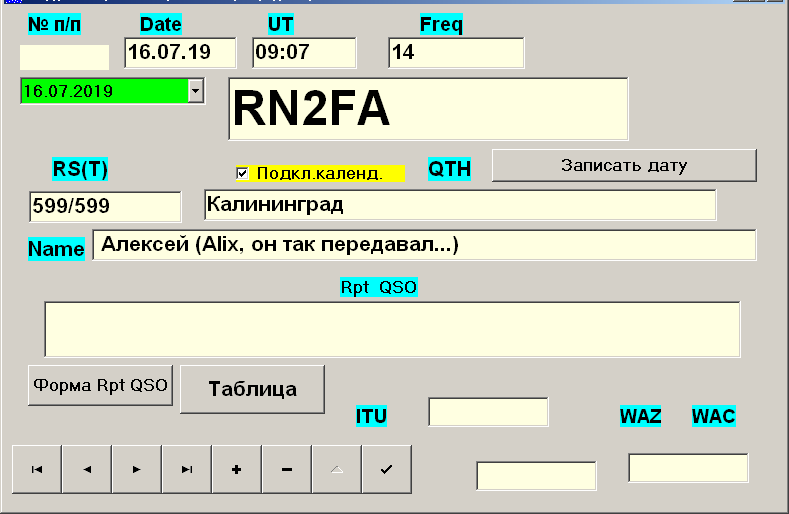 № п/п Date UT Freq
16.07.19 09:07 14
16.07.2019
RN2FA
RS(T) Подкл.календ. QTH Записать дату
599/599 Калининград
Name Алексей (Alix, он так передавал...)
Rpt QSO
Форма Rpt QSO Таблица
ITU WAZ WAC